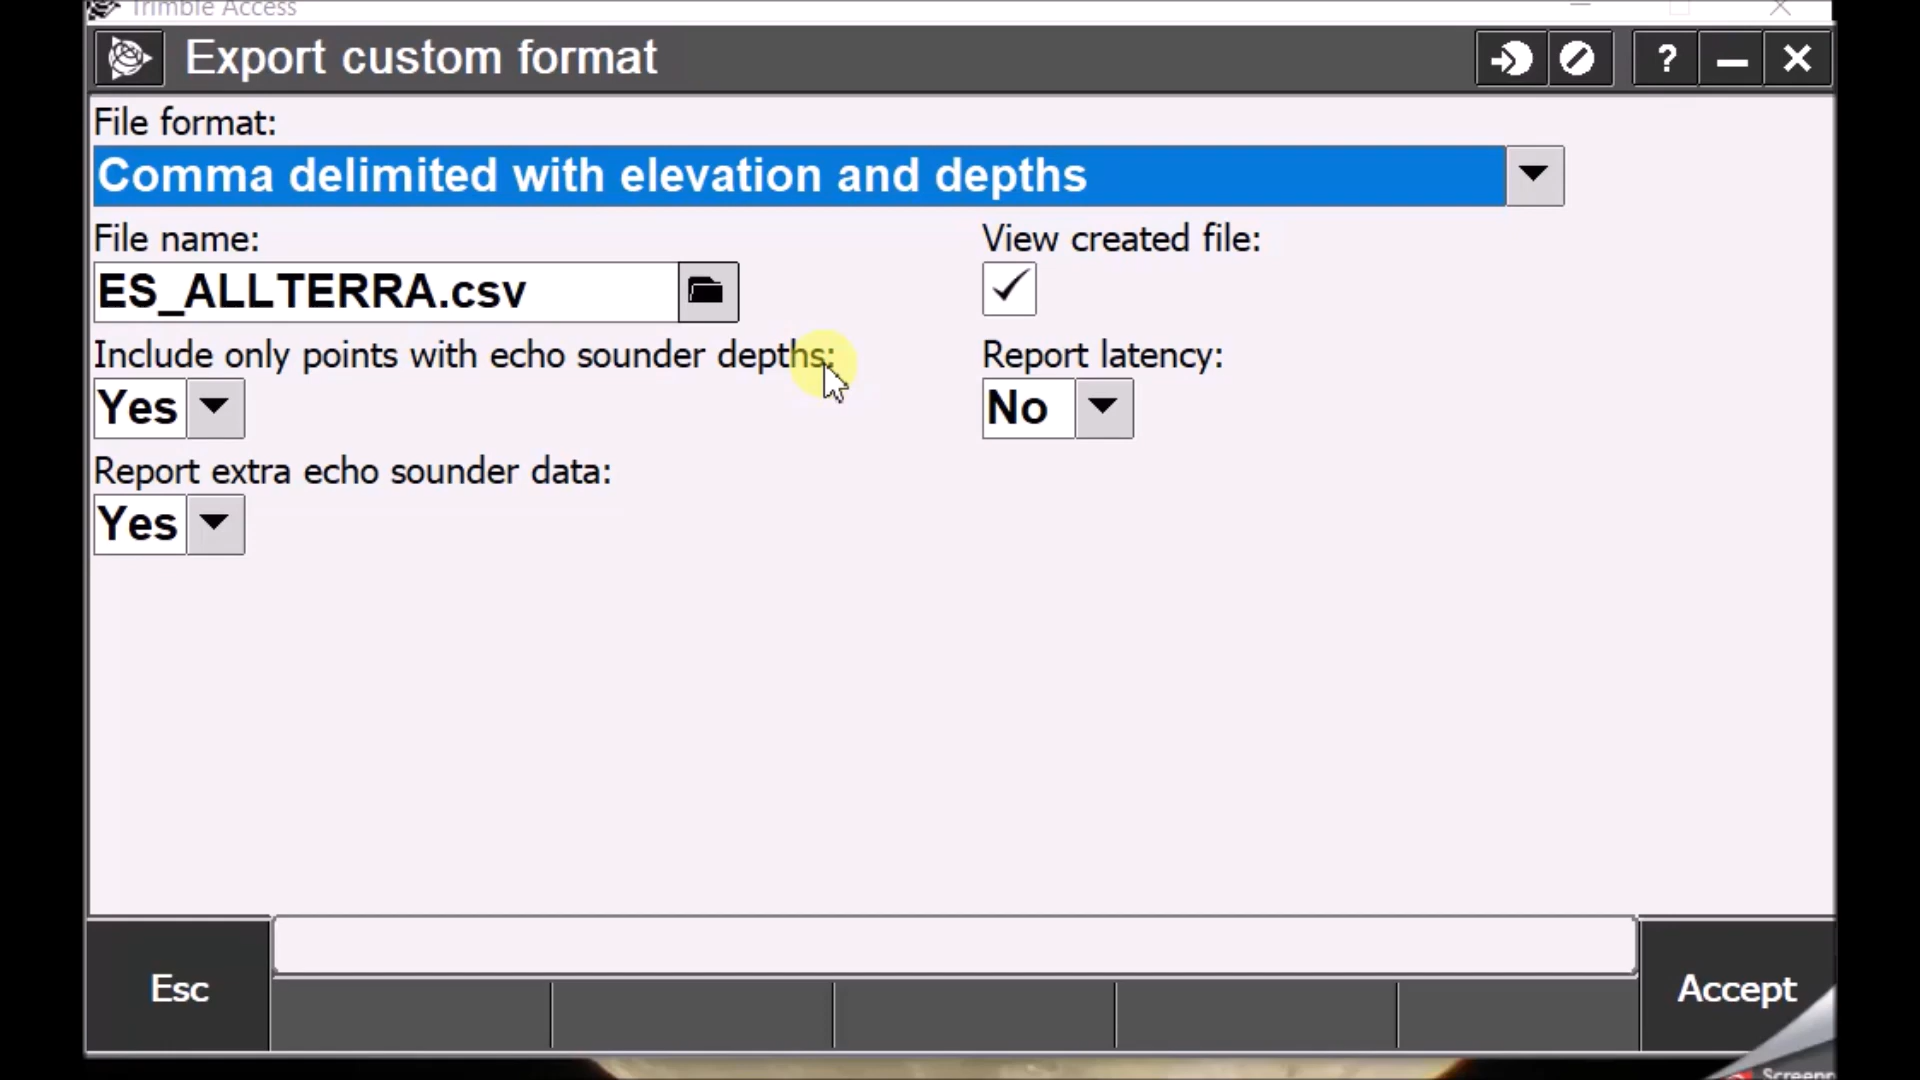 Trimble Access
Export custom format
?
File format:
Comma delimited with elevation and depths
File name:
View created file:
ES_ALLTERRA.csv
Include only points with echo sounder depths:
Report latency:
Yes
No
Report extra echo sounder data:
Yes
Esc
Accept